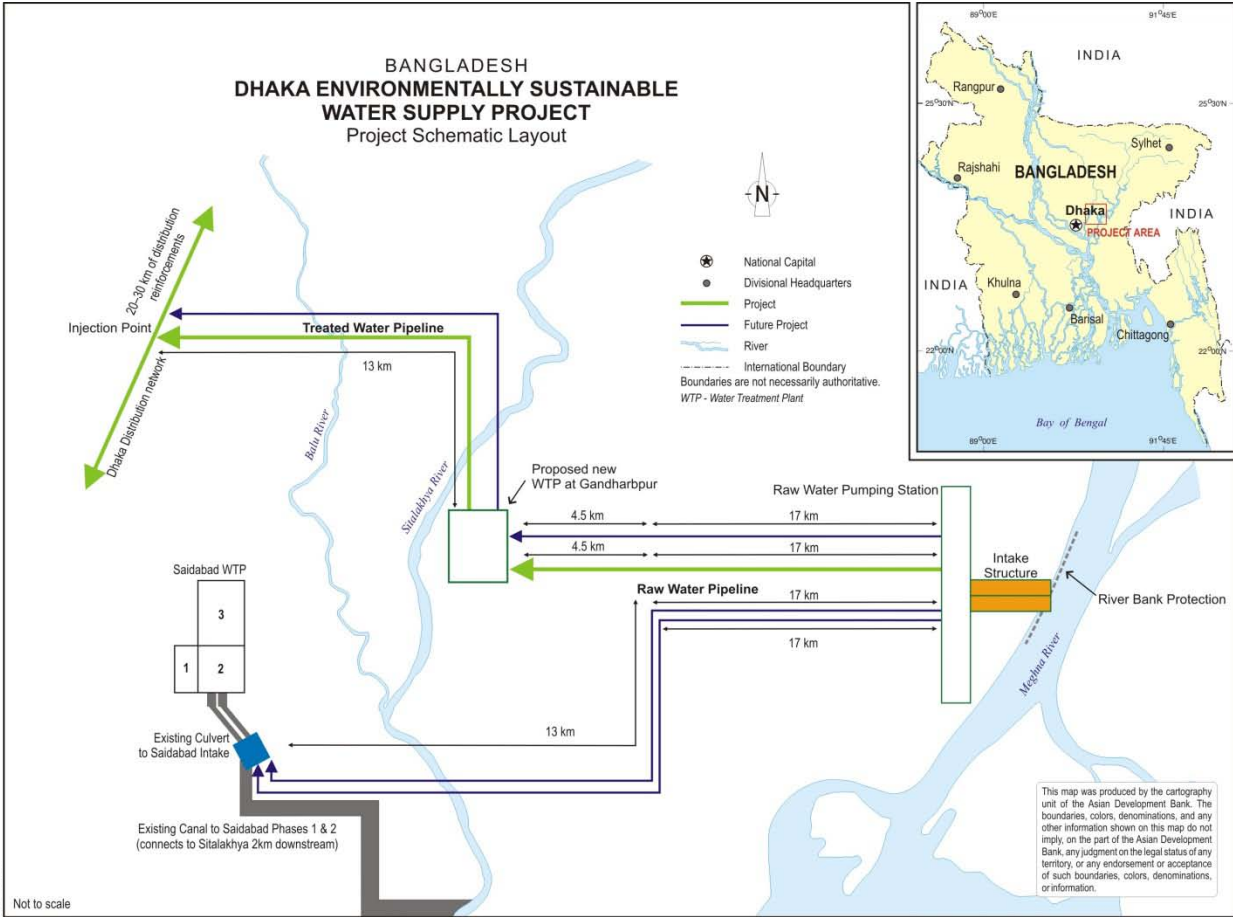 BANGLADESH
DHAKA ENVIRONMENTALLY SUSTAINABLE
WATER SUPPLY PROJECT
Project Schematic Layout
N
National Capital
Divisional Headquarters
Project
Future Project
River
International Boundary
Boundaries are not necessarily authoritative.
WTP - Water Treatment Plant
89°00'E
91°45'E
INDIA
Rangpur
25°30'N
25°30'N
Sylhet
Rajshahi
BANGLADESH
Dhaka
INDIA
PROJECT AREA
INDIA
Khulna
Barisal
Chittagong
22°00'N
22°00'N
Bay of Bengal
89°00'E
91°45'E
20–30 km of distribution
reinforcements
Injection Point
Treated Water Pipeline
13 km
Dhaka Distribution network
Balu River
Sitalakhya River
Proposed new
WTP at Gandharbpur
Raw Water Pumping Station
4.5 km
17 km
4.5 km
17 km
Intake
Structure
Raw Water Pipeline
17 km
River Bank Protection
17 km
Meghna River
Saidabad WTP
3
1
2
13 km
Existing Culvert
to Saidabad Intake
Existing Canal to Saidabad Phases 1 & 2
(connects to Sitalakhya 2km downstream)
This map was produced by the cartography
unit of the Asian Development Bank. The
boundaries, colors, denominations, and any
other information shown on this map do not
imply, on the part of the Asian Development
Bank, any judgment on the legal status of any
territory, or any endorsement or acceptance
of such boundaries, colors, denominations,
or information.
Not to scale